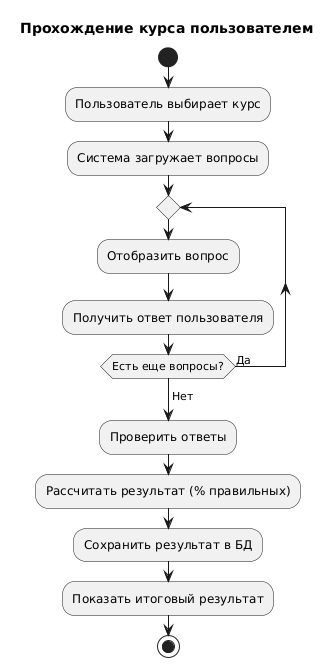 Прохождение курса пользователем
Пользователь выбирает курс
Система загружает вопросы
Отобразить вопрос
Получить ответ пользователя
Есть еще вопросы?
Да
Нет
Проверить ответы
Рассчитать результат (% правильных)
Сохранить результат в БД
Показать итоговый результат